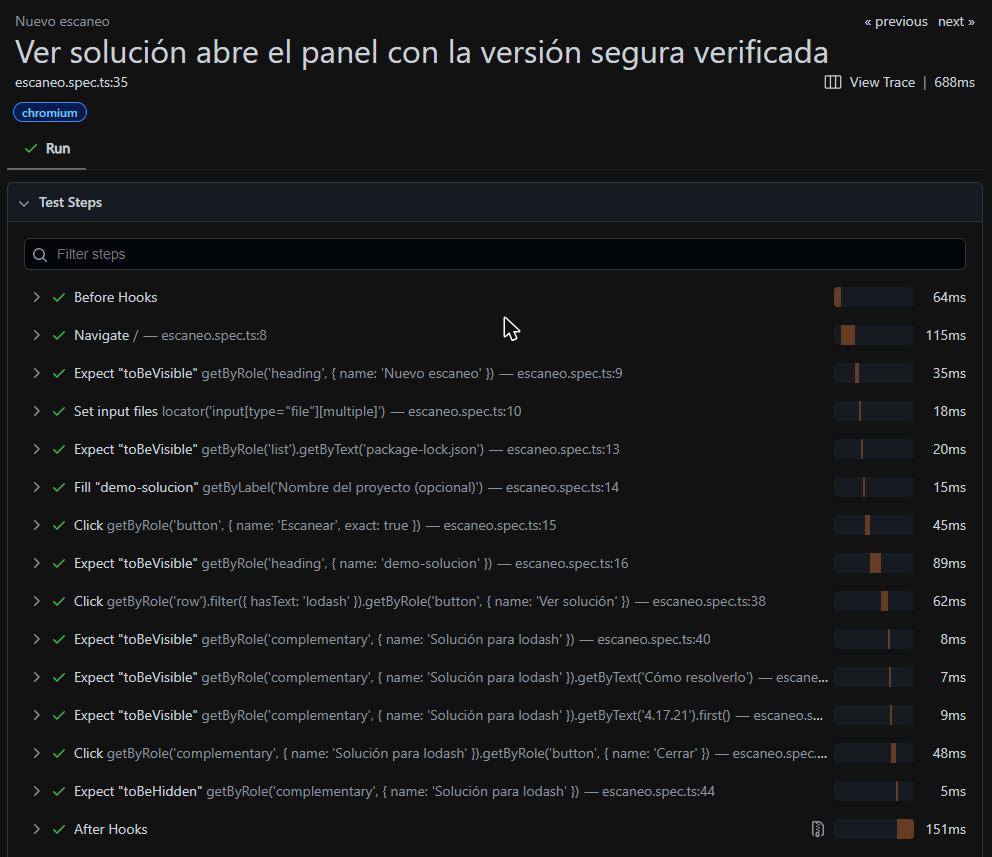 Nuevo escaneo
« previous next »
Ver solución abre el panel con la versión segura verificada
escaneo.spec.ts:35
View Trace | 688ms
chromium
Run
Test Steps
Filter steps
Before Hooks 64ms
Navigate / — escaneo.spec.ts:8 115ms
Expect "toBeVisible" getByRole('heading', { name: 'Nuevo escaneo' }) — escaneo.spec.ts:9 35ms
Set input files locator('input[type="file"][multiple]') — escaneo.spec.ts:10 18ms
Expect "toBeVisible" getByRole('list').getByText('package-lock.json') — escaneo.spec.ts:13 20ms
Fill "demo-solucion" getByLabel('Nombre del proyecto (opcional)') — escaneo.spec.ts:14 15ms
Click getByRole('button', { name: 'Escanear', exact: true }) — escaneo.spec.ts:15 45ms
Expect "toBeVisible" getByRole('heading', { name: 'demo-solucion' }) — escaneo.spec.ts:16 89ms
Click getByRole('row').filter({ hasText: 'lodash' }).getByRole('button', { name: 'Ver solución' }) — escaneo.spec.ts:38 62ms
Expect "toBeVisible" getByRole('complementary', { name: 'Solución para lodash' }) — escaneo.spec.ts:40 8ms
Expect "toBeVisible" getByRole('complementary', { name: 'Solución para lodash' }).getByText('Cómo resolverlo') — escane... 7ms
Expect "toBeVisible" getByRole('complementary', { name: 'Solución para lodash' }).getByText('4.17.21').first() — escaneo.s... 9ms
Click getByRole('complementary', { name: 'Solución para lodash' }).getByRole('button', { name: 'Cerrar' }) — escaneo.spec.... 48ms
Expect "toBeHidden" getByRole('complementary', { name: 'Solución para lodash' }) — escaneo.spec.ts:44 5ms
After Hooks 151ms